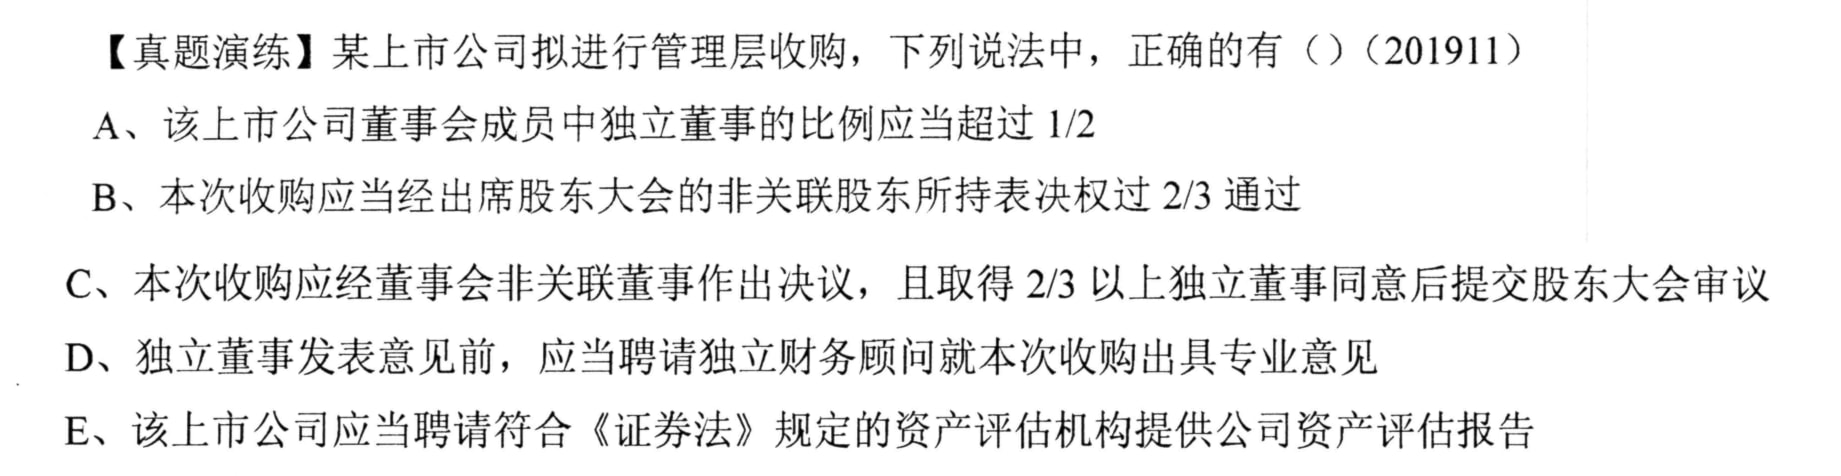 【真题演练】某上市公司拟进行管理层收购，下列说法中，正确的有（）（201911）
A、该上市公司董事会成员中独立董事的比例应当超过 1/2
B、本次收购应当经出席股东大会的非关联股东所持表决权过 2/3 通过
C、本次收购应经董事会非关联董事作出决议，且取得 2/3 以上独立董事同意后提交股东大会审议
D、独立董事发表意见前，应当聘请独立财务顾问就本次收购出具专业意见
E、该上市公司应当聘请符合《证券法》规定的资产评估机构提供公司资产评估报告